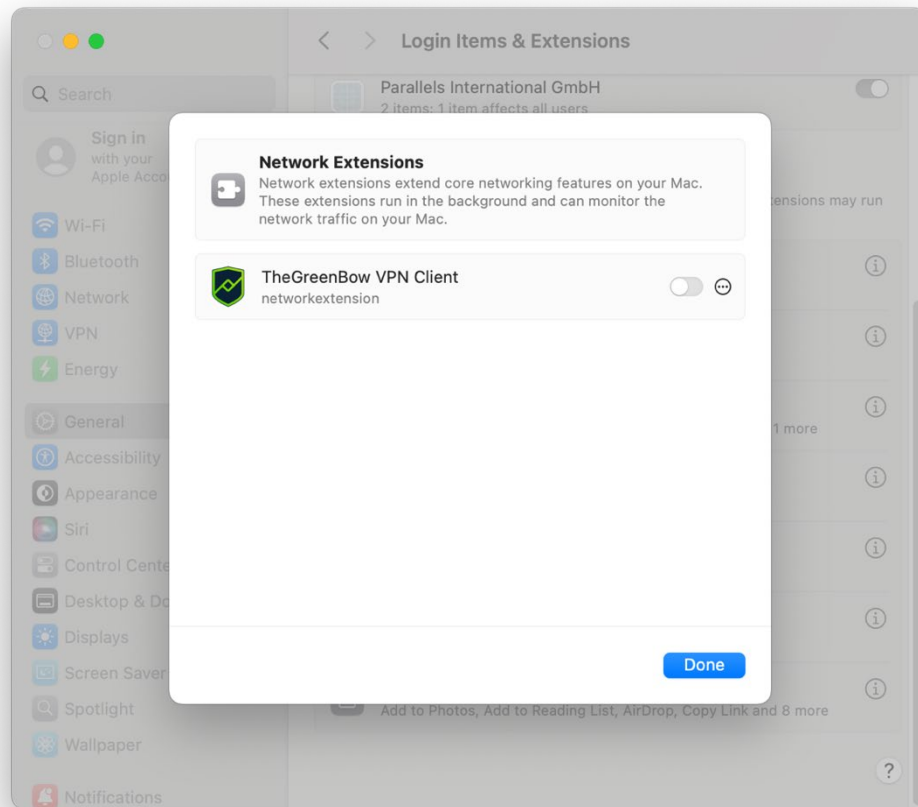 Login Items & Extensions
Search
Sign in
with your
Apple Acco
Wi-Fi
Bluetooth
Network
VPN
Energy
General
Accessibility
Appearance
Siri
Control Cente
Desktop & Do
Displays
Screen Saver
Spotlight
Wallpaper
Notifications
Parallels International GmbH
2 items: 1 item affects all users
tensions may run
1 more
Network Extensions
Network extensions extend core networking features on your Mac.
These extensions run in the background and can monitor the
network traffic on your Mac.
TheGreenBow VPN Client
networkextension
Done
Add to Photos, Add to Reading List, AirDrop, Copy Link and 8 more
?